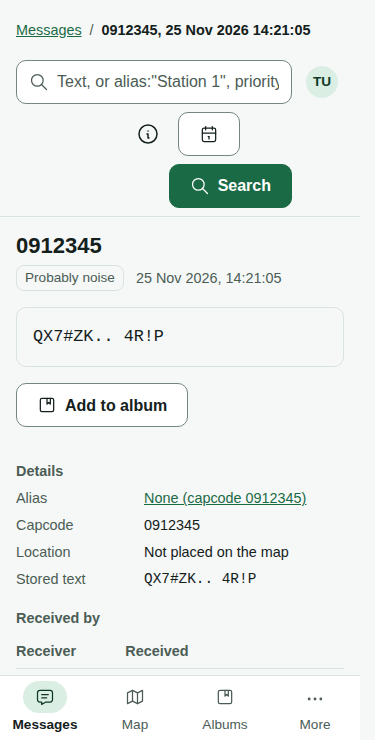 Messages / 0912345, 25 Nov 2026 14:21:05
Text, or alias:"Station 1", priority
TU
Search
0912345
Probably noise 25 Nov 2026, 14:21:05
QX7#ZK.. 4R!P
Add to album
Details
Alias None (capcode 0912345)
Capcode 0912345
Location Not placed on the map
Stored text QX7#ZK.. 4R!P
Received by
Receiver Received
Messages Map Albums More